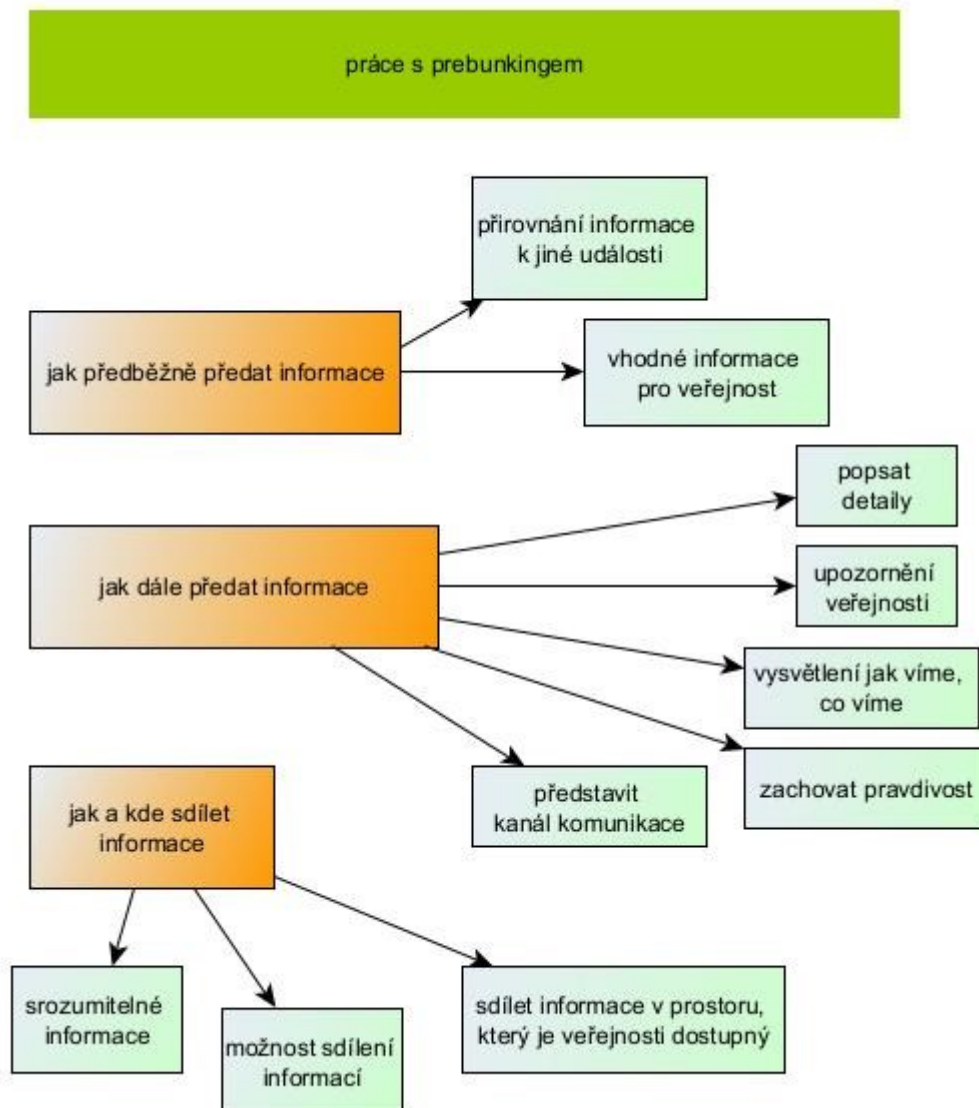 práce s prebunkingem
přirovnání informace
k jiné události
jak předběžně předat informace
vhodné informace
pro veřejnost
popsat
detaily
jak dále předat informace
upozornění
veřejnosti
vysvětlení jak víme,
co víme
zachovat pravdivost
představit
kanál komunikace
jak a kde sdílet
informace
srozumitelné
informace
možnost sdílení
informací
sdílet informace v prostoru,
který je veřejnosti dostupný